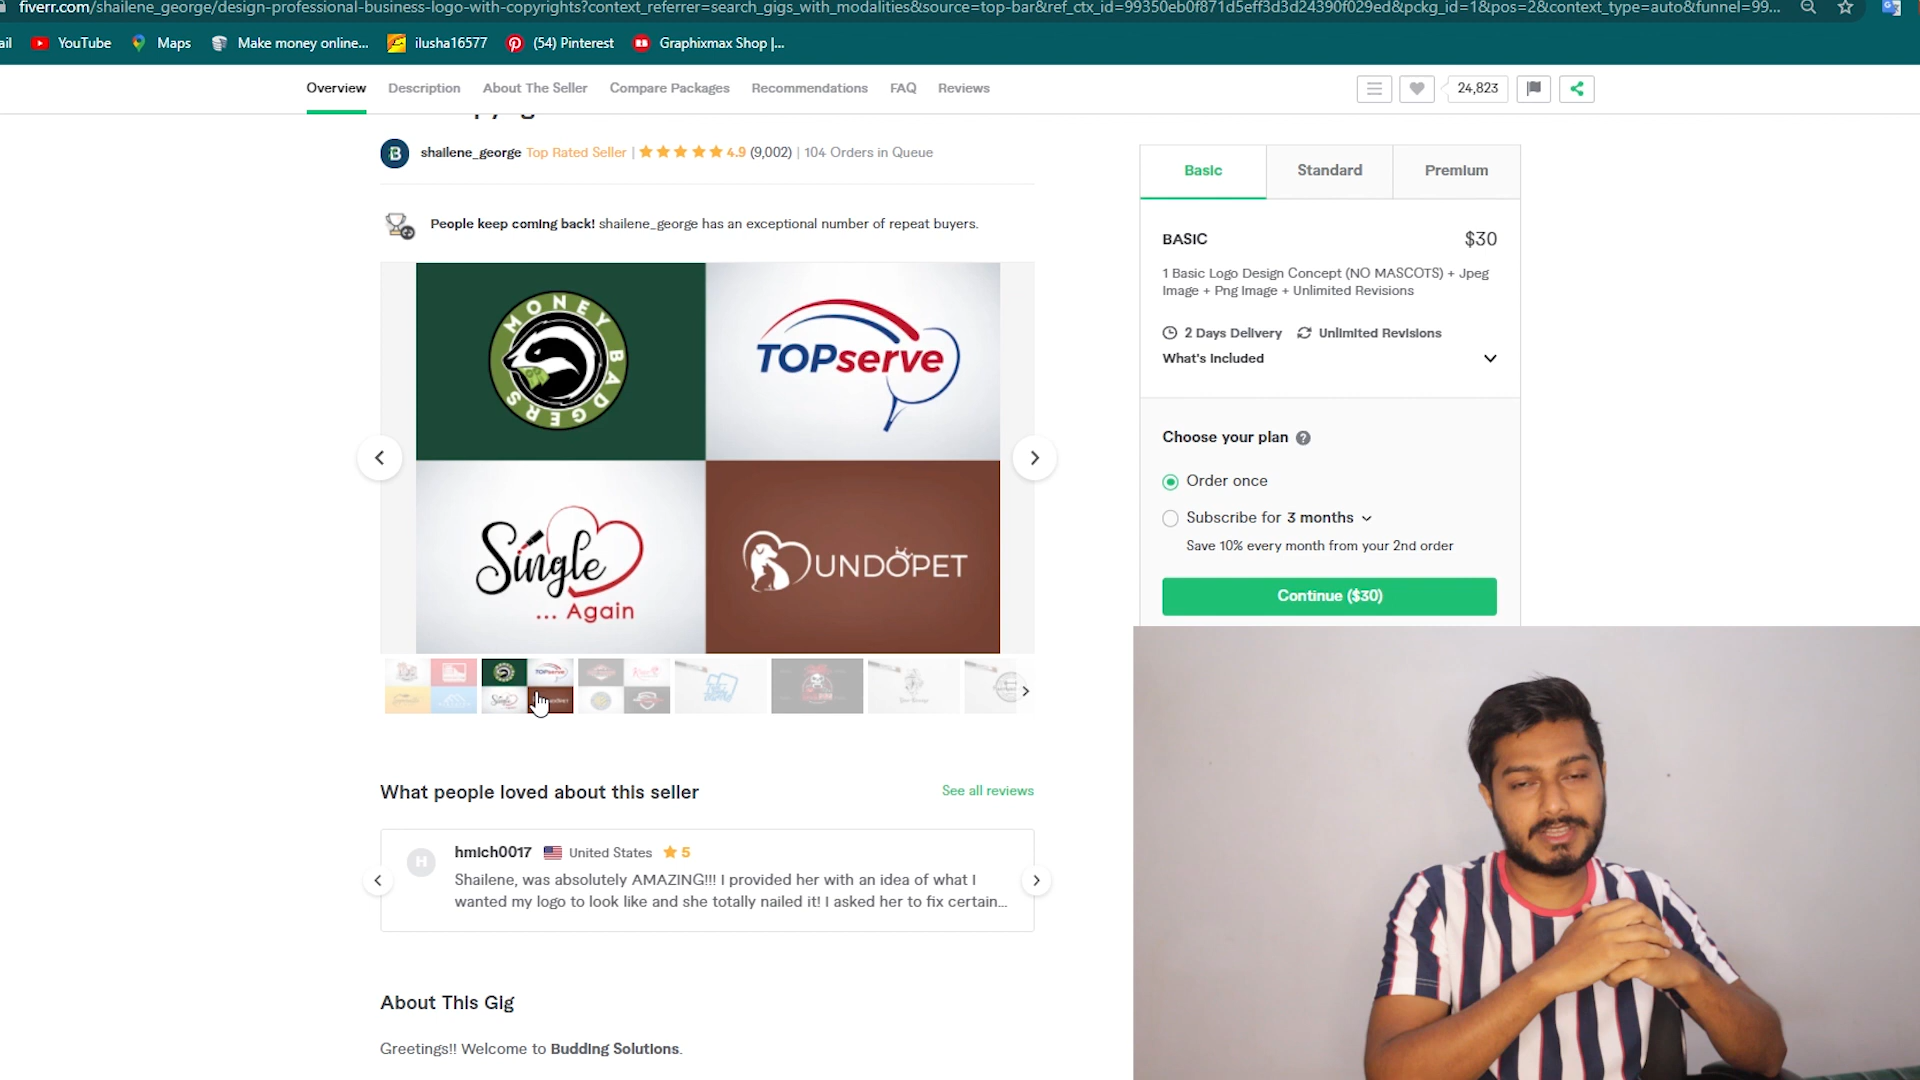 fiverr.com/shailene_george/design-professional-business-logo-with-copyrights?context_referrer=search_gigs_with_modalities&source=top-bar&ref_ctx_id=99350eb0f871d5eff3d3d24390f029ed&pckg_id=1&pos=2&context_type=auto&funnel=99...
ail YouTube Maps Make money online... ilusha16577 (54) Pinterest Graphixmax Shop |...
Overview Description About The Seller Compare Packages Recommendations FAQ Reviews 24,823
shailene_george Top Rated Seller | 4.9 (9,002) | 104 Orders in Queue
People keep coming back! shailene_george has an exceptional number of repeat buyers.
MONEY BADGERS
TOPserve
Single
... Again
UNDOPET
Basic Standard Premium
BASIC $30
1 Basic Logo Design Concept (NO MASCOTS) + Jpeg
Image + Png Image + Unlimited Revisions
2 Days Delivery Unlimited Revisions
What's Included
Choose your plan ?
Order once
Subscribe for 3 months
Save 10% every month from your 2nd order
Continue ($30)
What people loved about this seller See all reviews
H hmich0017 United States 5
Shailene, was absolutely AMAZING!!! I provided her with an idea of what I
wanted my logo to look like and she totally nailed it! I asked her to fix certain...
About This Gig
Greetings!! Welcome to Budding Solutions.